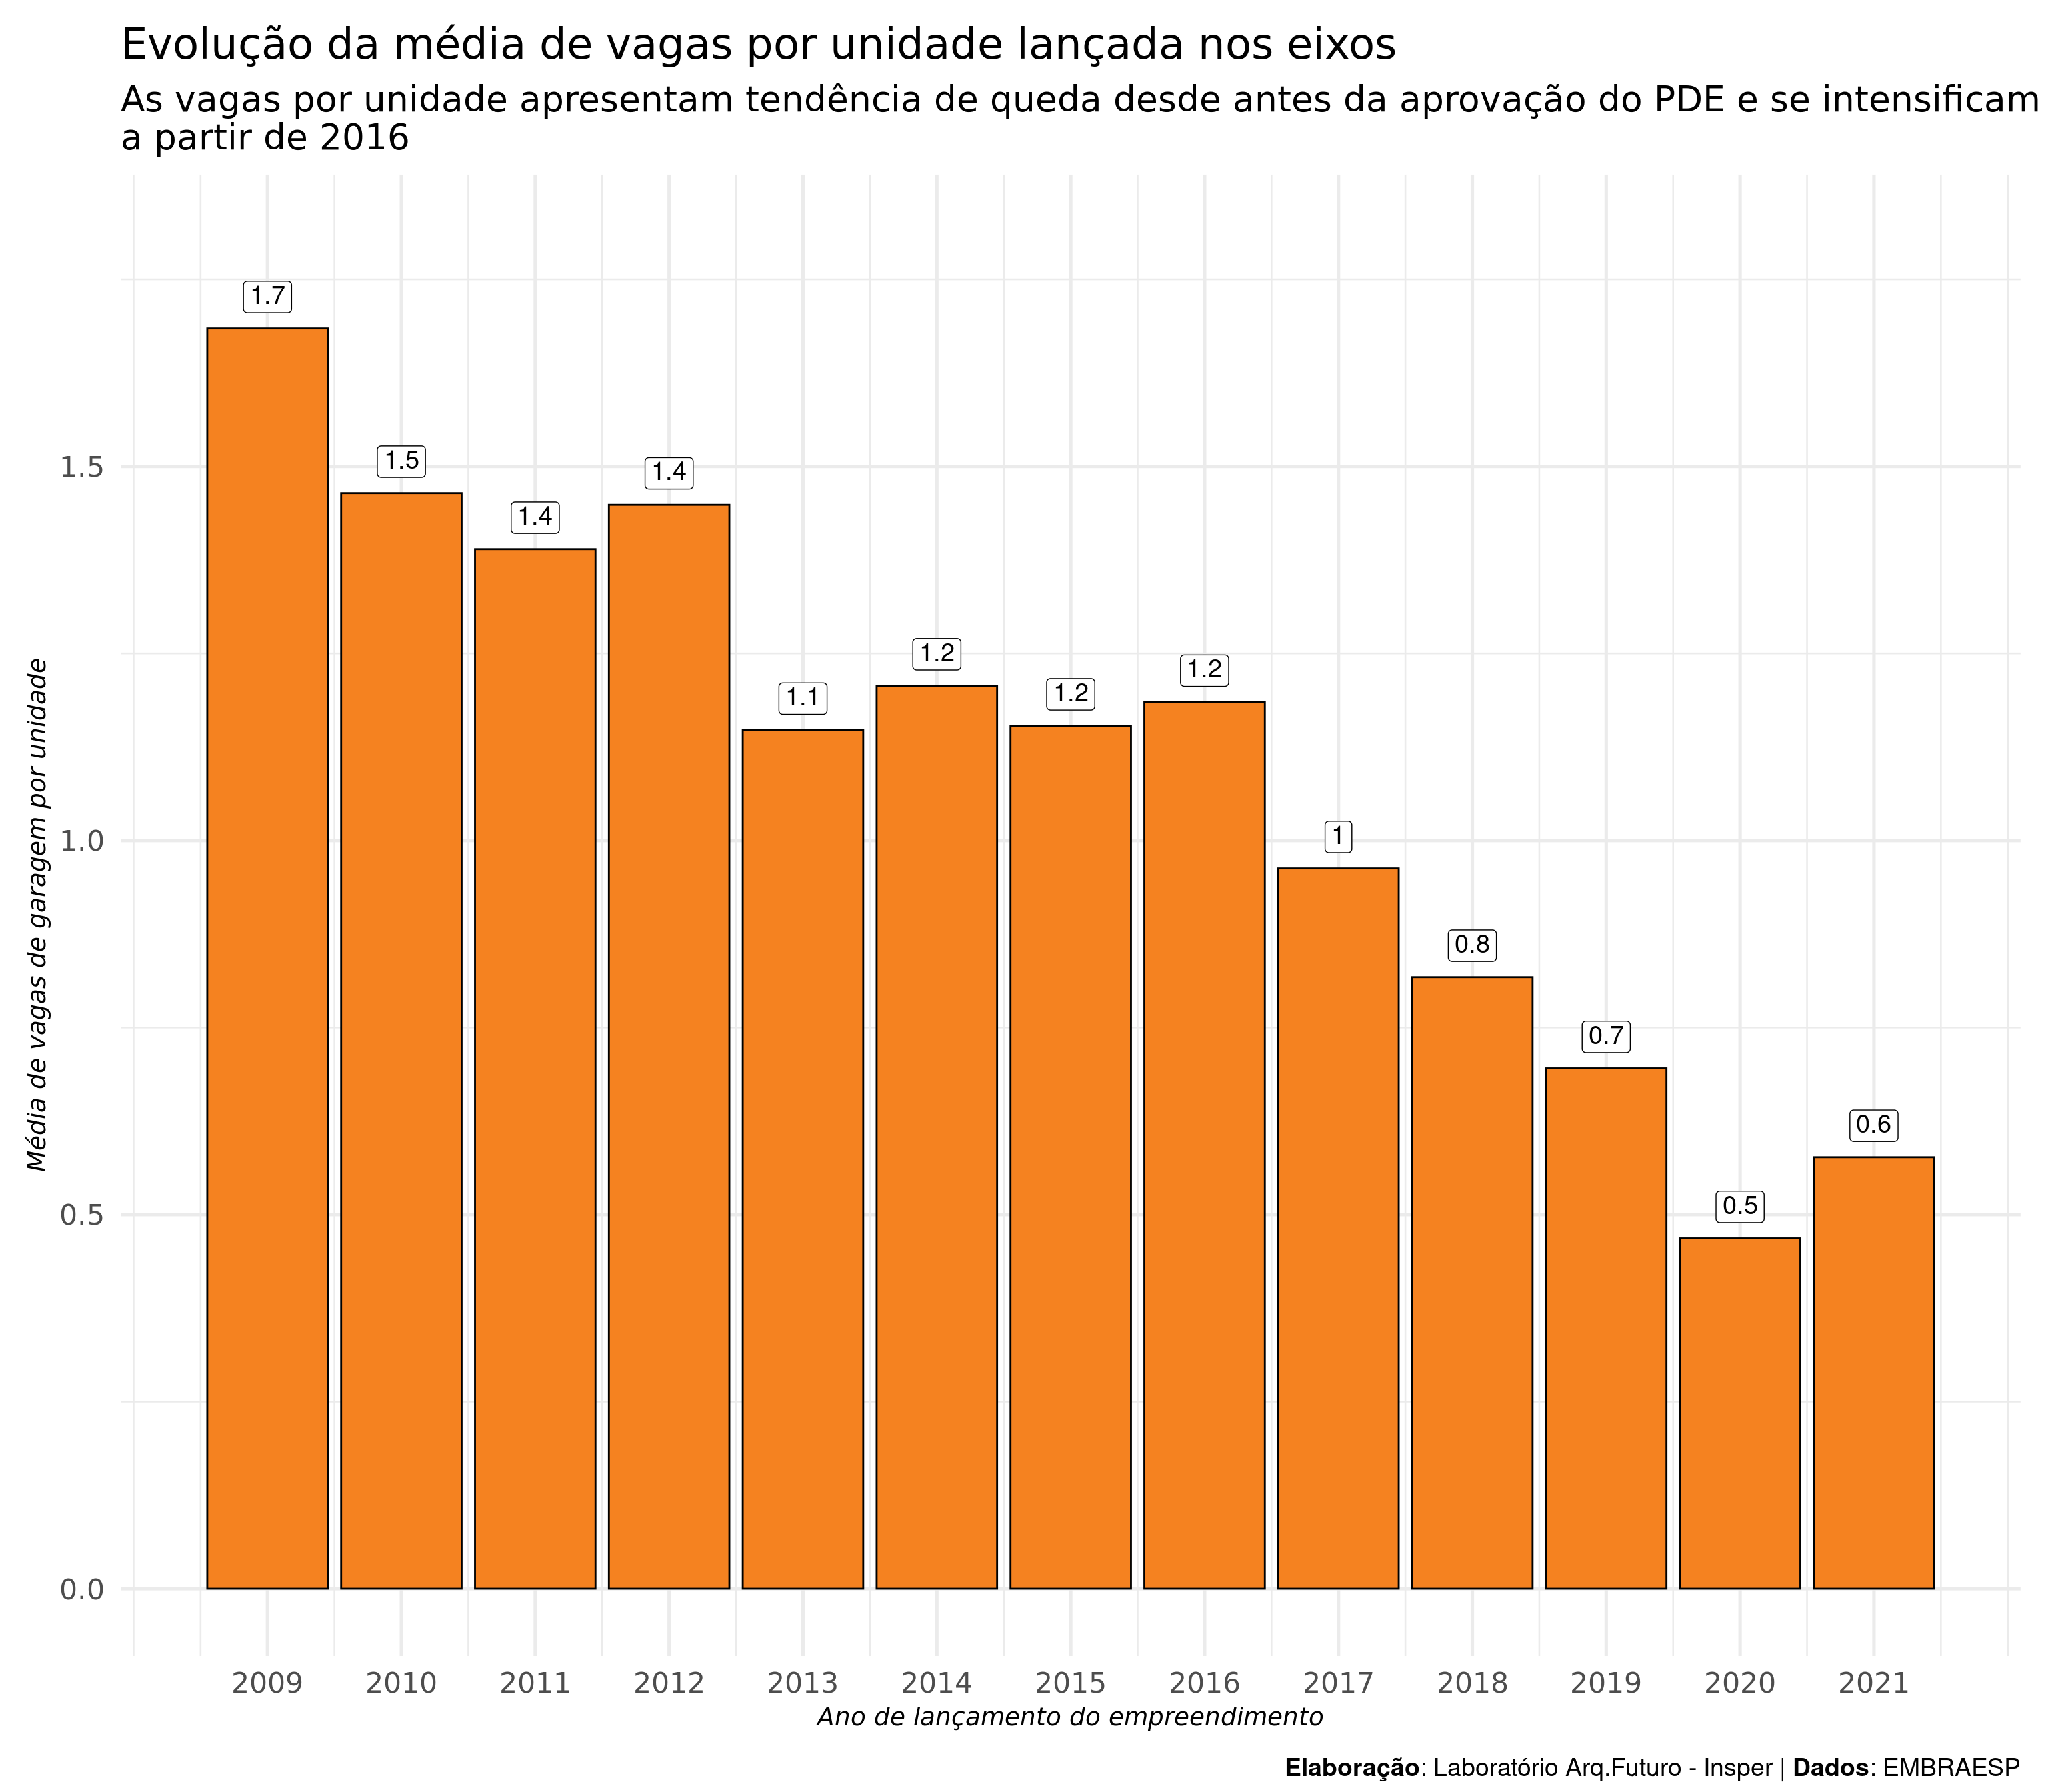 Evolução da média de vagas por unidade lançada nos eixos
As vagas por unidade apresentam tendência de queda desde antes da aprovação do PDE e se intensificam
a partir de 2016
Média de vagas de garagem por unidade
1.5
1.0
0.5
0.0
1.7
1.5
1.4
1.4
1.1
1.2
1.2
1.2
1
0.8
0.7
0.5
0.6
2009 2010 2011 2012 2013 2014 2015 2016 2017 2018 2019 2020 2021
Ano de lançamento do empreendimento
Elaboração: Laboratório Arq.Futuro - Insper | Dados: EMBRAESP